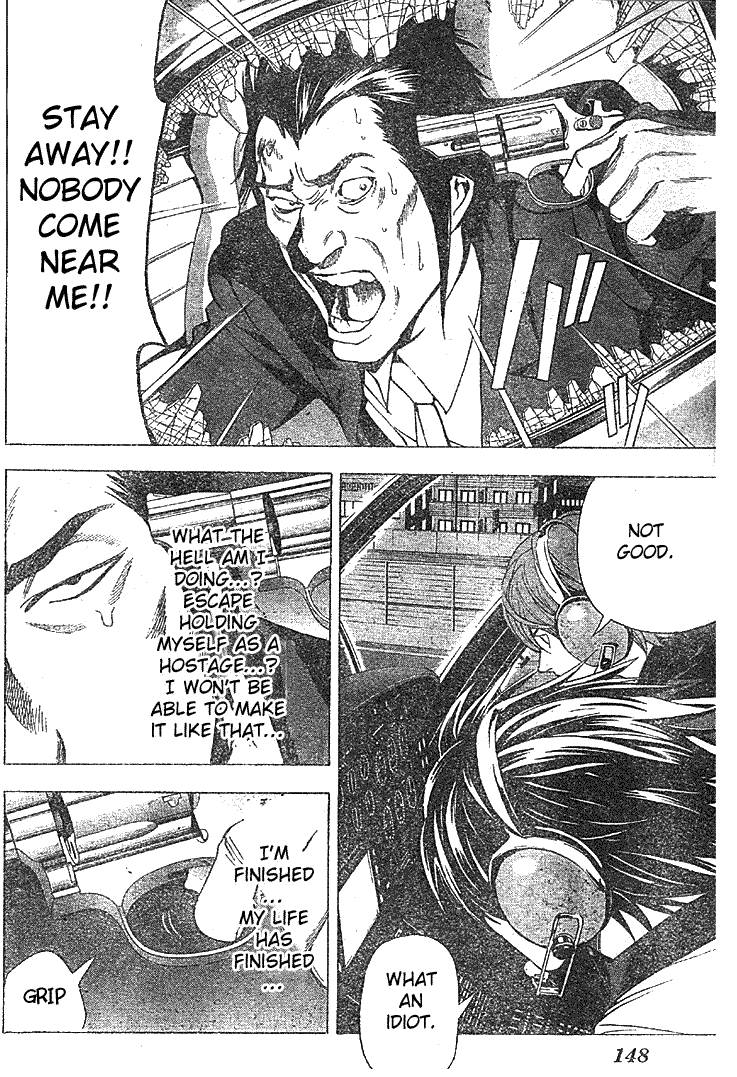 STAY
AWAY!!
NOBODY
COME
NEAR
ME!!
NOT
GOOD.
WHAT
AN
IDIOT.
WHAT THE
HELL AM I
DOING...?
ESCAPE
HOLDING
MYSELF AS A
HOSTAGE...?
I WON'T BE
ABLE TO MAKE
IT LIKE THAT...
I'M
FINISHED
...
MY LIFE
HAS
FINISHED
...
GRIP
148